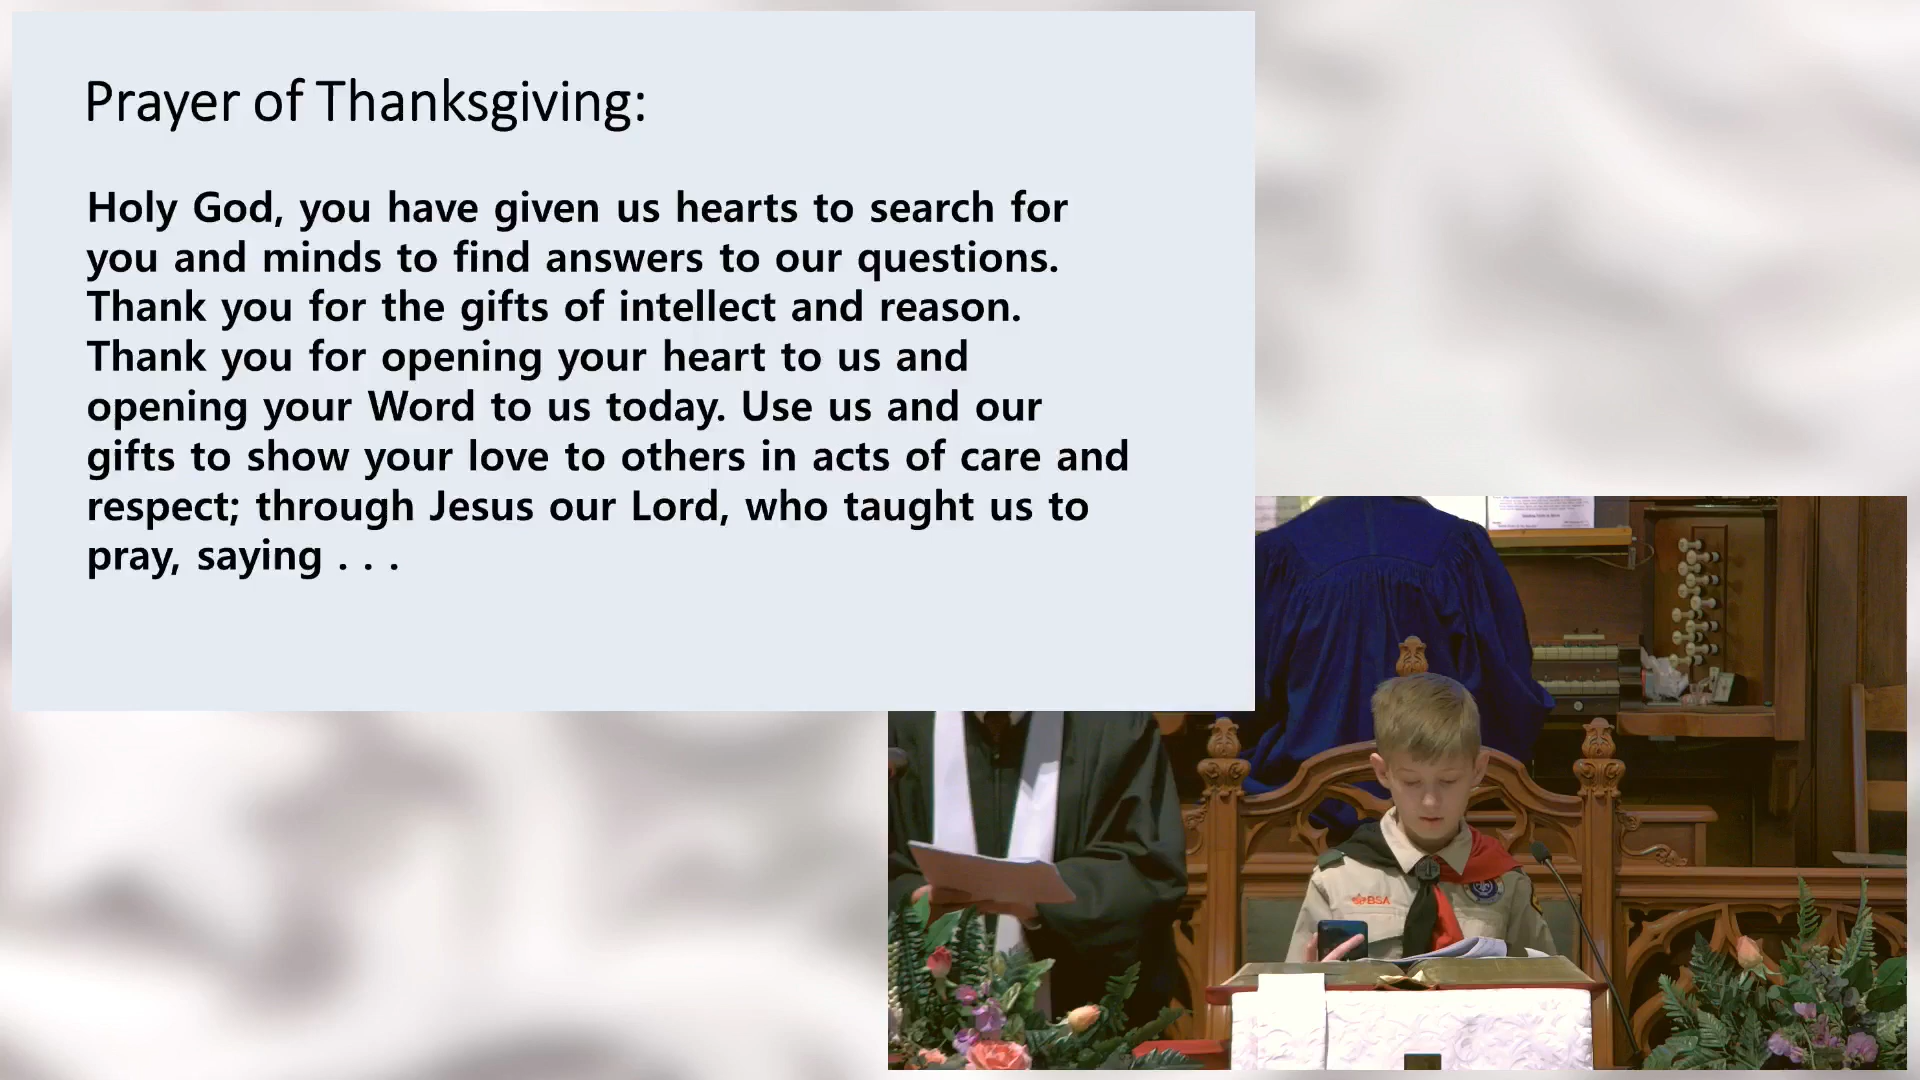 Prayer of Thanksgiving:
Holy God, you have given us hearts to search for
you and minds to find answers to our questions.
Thank you for the gifts of intellect and reason.
Thank you for opening your heart to us and
opening your Word to us today. Use us and our
gifts to show your love to others in acts of care and
respect; through Jesus our Lord, who taught us to
pray, saying . . .
BSA